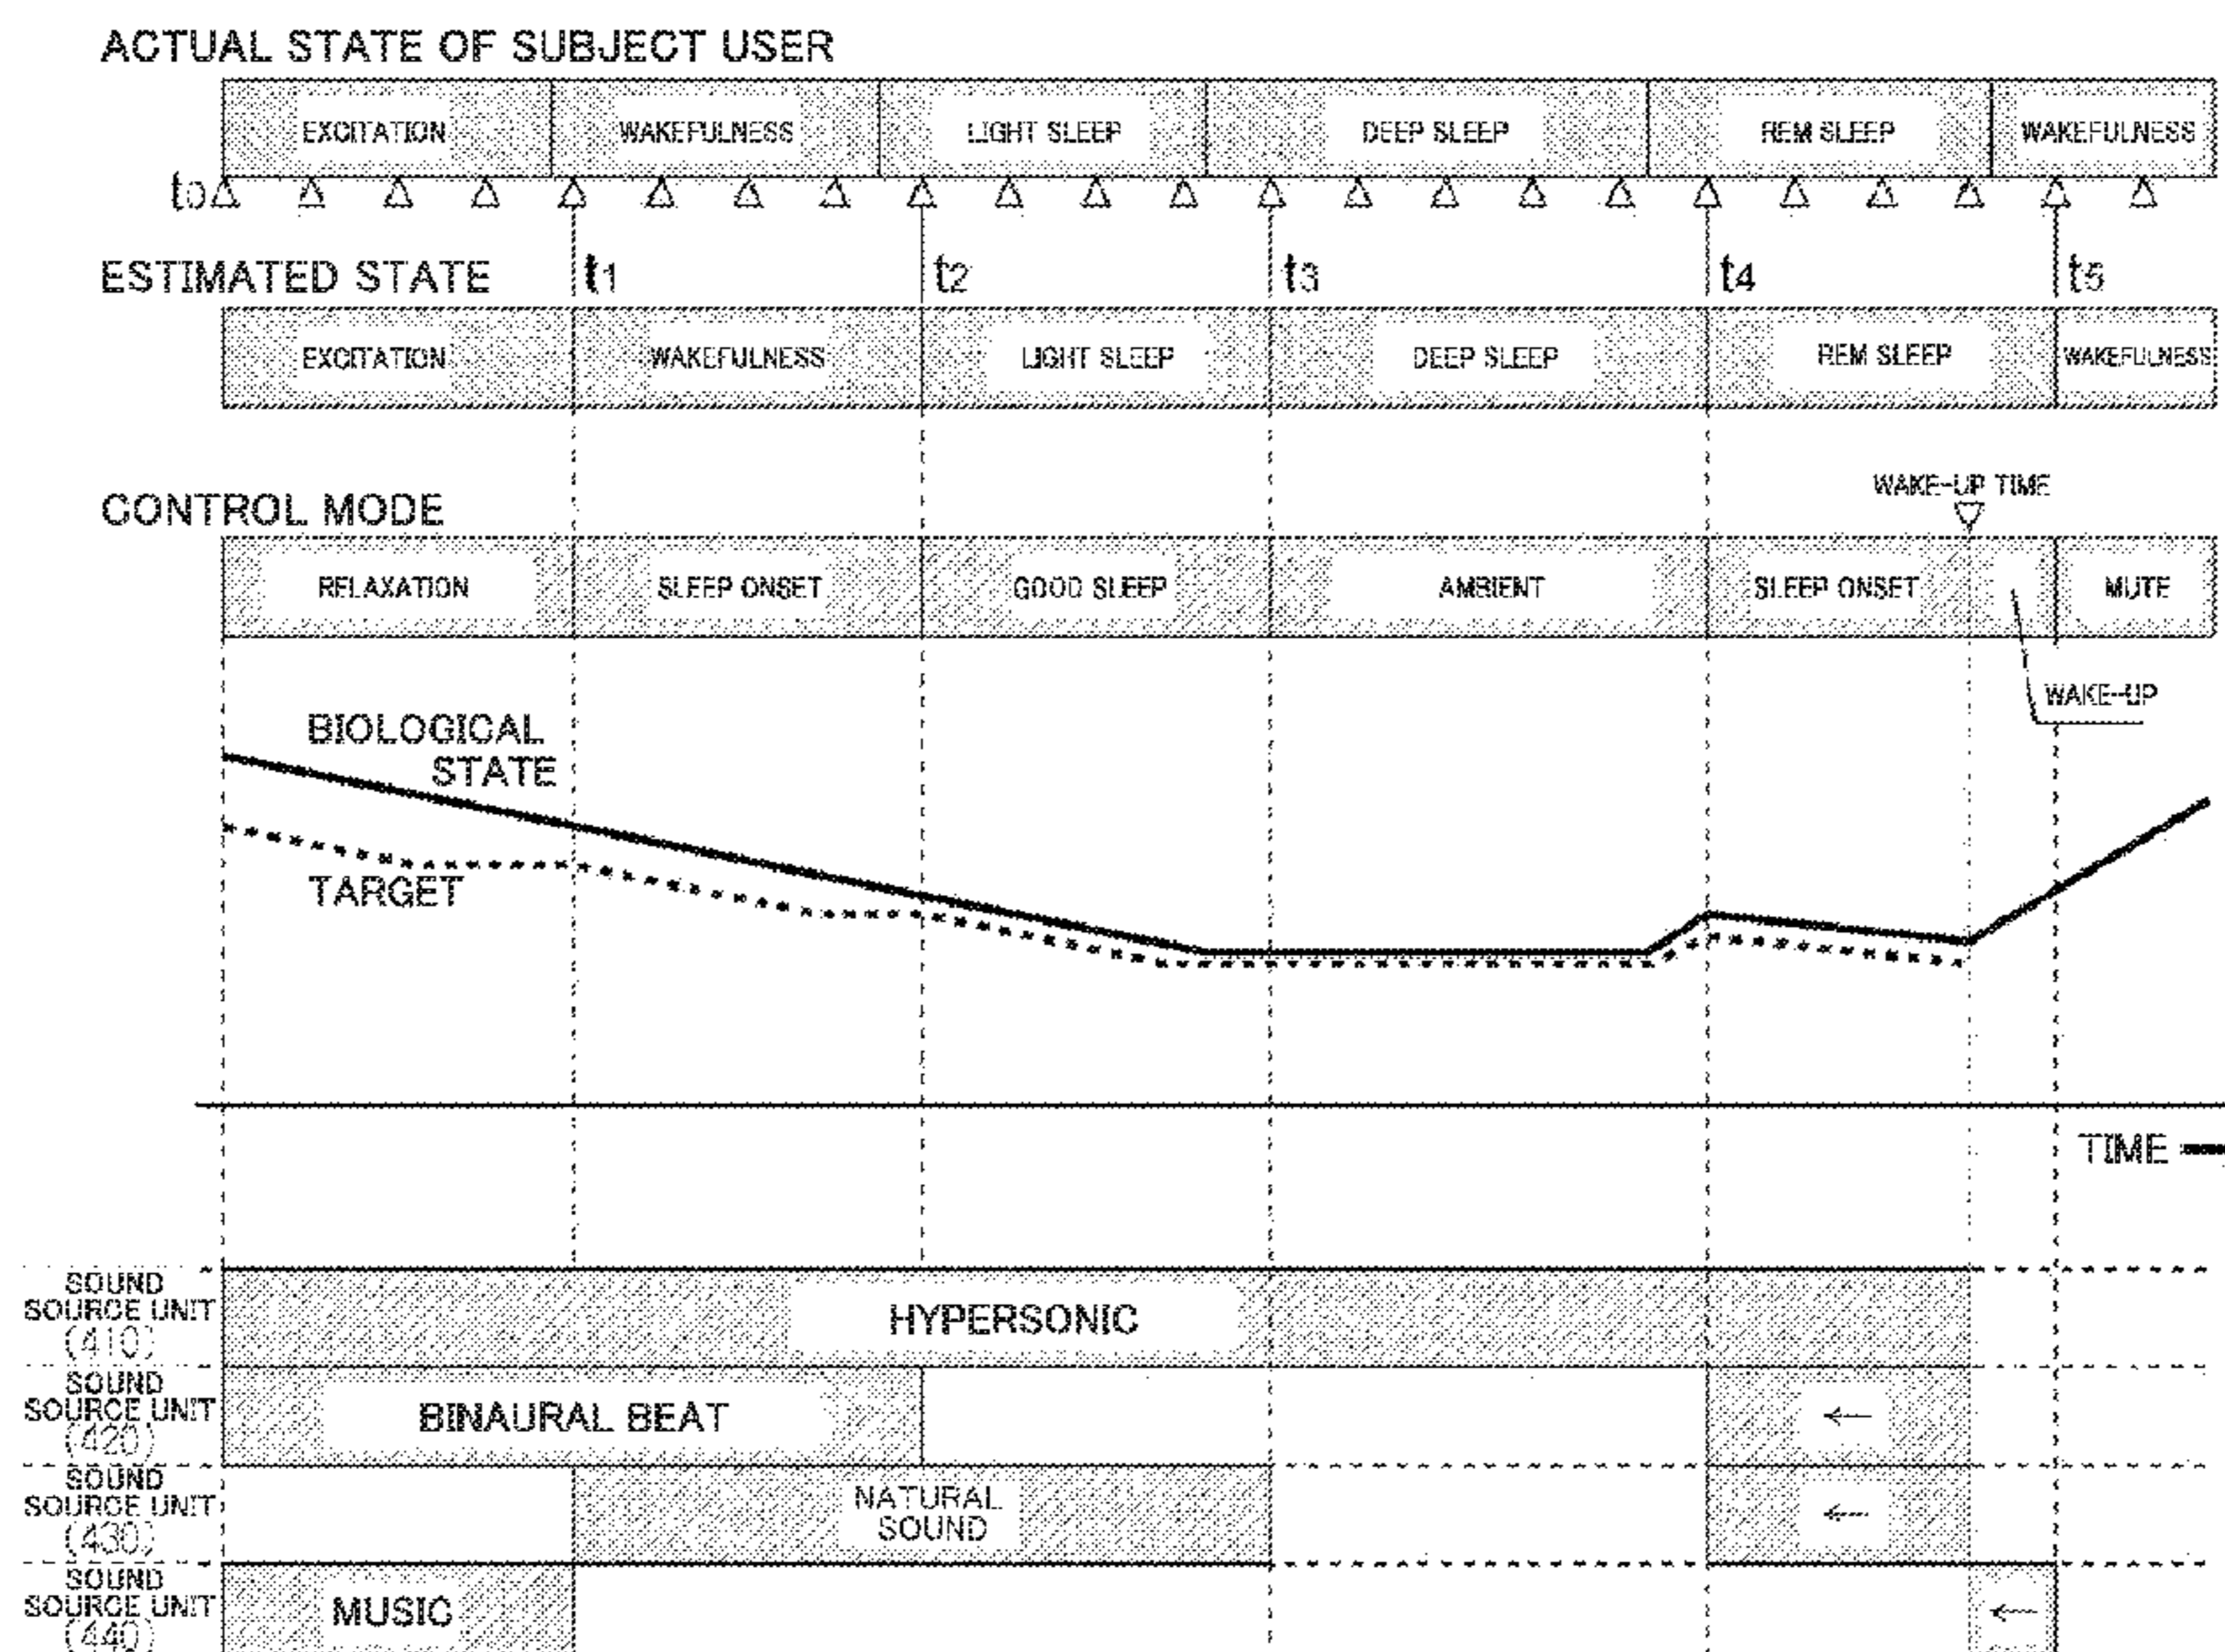 ACTUAL STATE OF SUBJECT USER
EXCITATION WAKEFULNESS LIGHT SLEEP DEEP SLEEP REM SLEEP WAKEFULNESS
t0
ESTIMATED STATE t1 t2 t3 t4 t5
EXCITATION WAKEFULNESS LIGHT SLEEP DEEP SLEEP REM SLEEP WAKEFULNESS
WAKE-UP TIME
CONTROL MODE
RELAXATION SLEEP ONSET GOOD SLEEP AMBIENT SLEEP ONSET MUTE
WAKE-UP
BIOLOGICAL
STATE
TARGET
TIME
SOUND
SOURCE UNIT
(410)
HYPERSONIC
SOUND
SOURCE UNIT
(420)
BINAURAL BEAT ←
SOUND
SOURCE UNIT
(430)
NATURAL
SOUND
←
SOUND
SOURCE UNIT
(440)
MUSIC ←